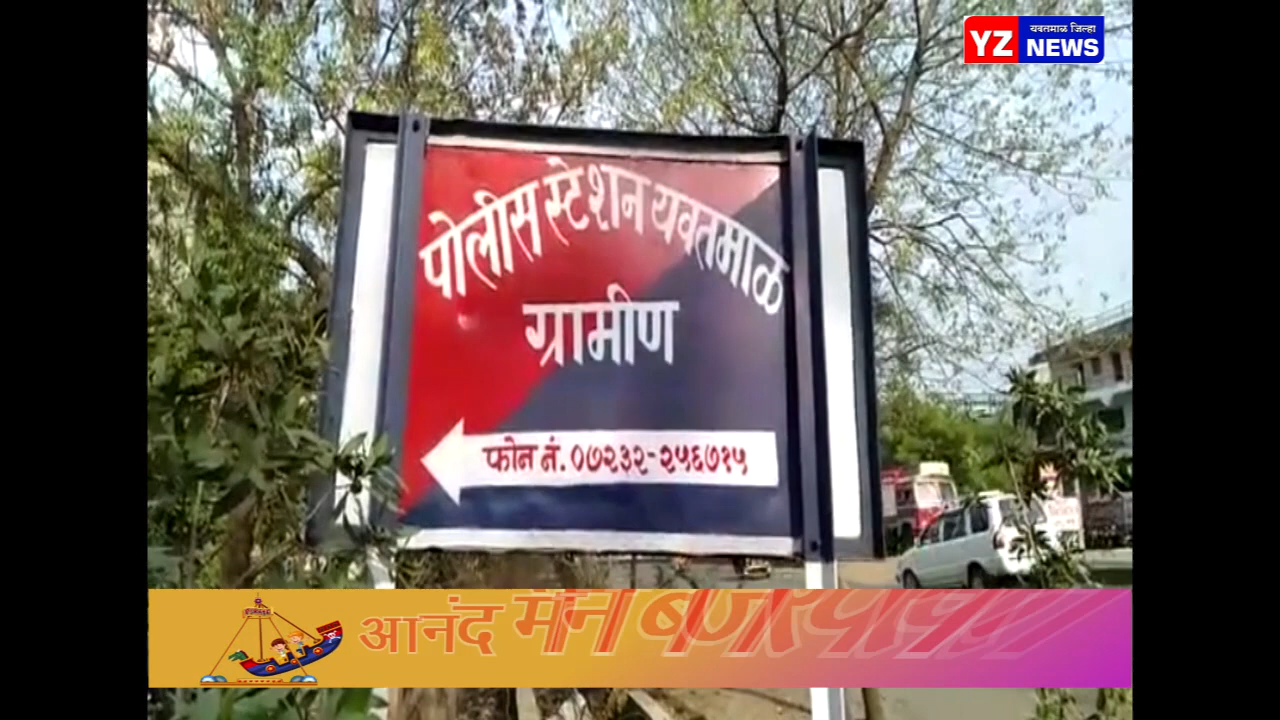 यवतमाळ जिल्हा
YZ NEWS
पोलीस स्टेशन यवतमाळ
ग्रामीण
फोन नं. ०७२३२-२५६७१५
आनंद